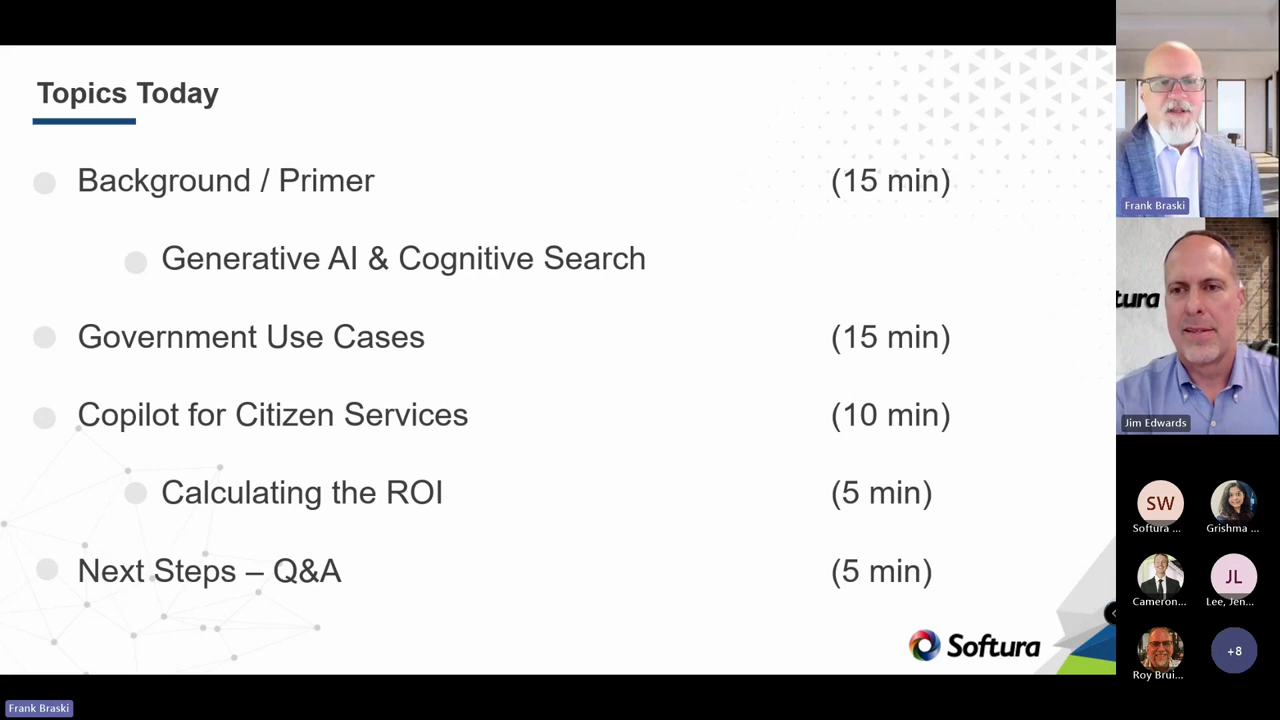 Topics Today
Background / Primer (15 min)
Generative AI & Cognitive Search
Government Use Cases (15 min)
Copilot for Citizen Services (10 min)
Calculating the ROI (5 min)
Next Steps – Q&A (5 min)
Softura
Frank Braski
tura
Jim Edwards
SW
Softura ...
Grishma ...
Cameron...
JL
Lee, Jen...
Roy Brui...
+8
Frank Braski